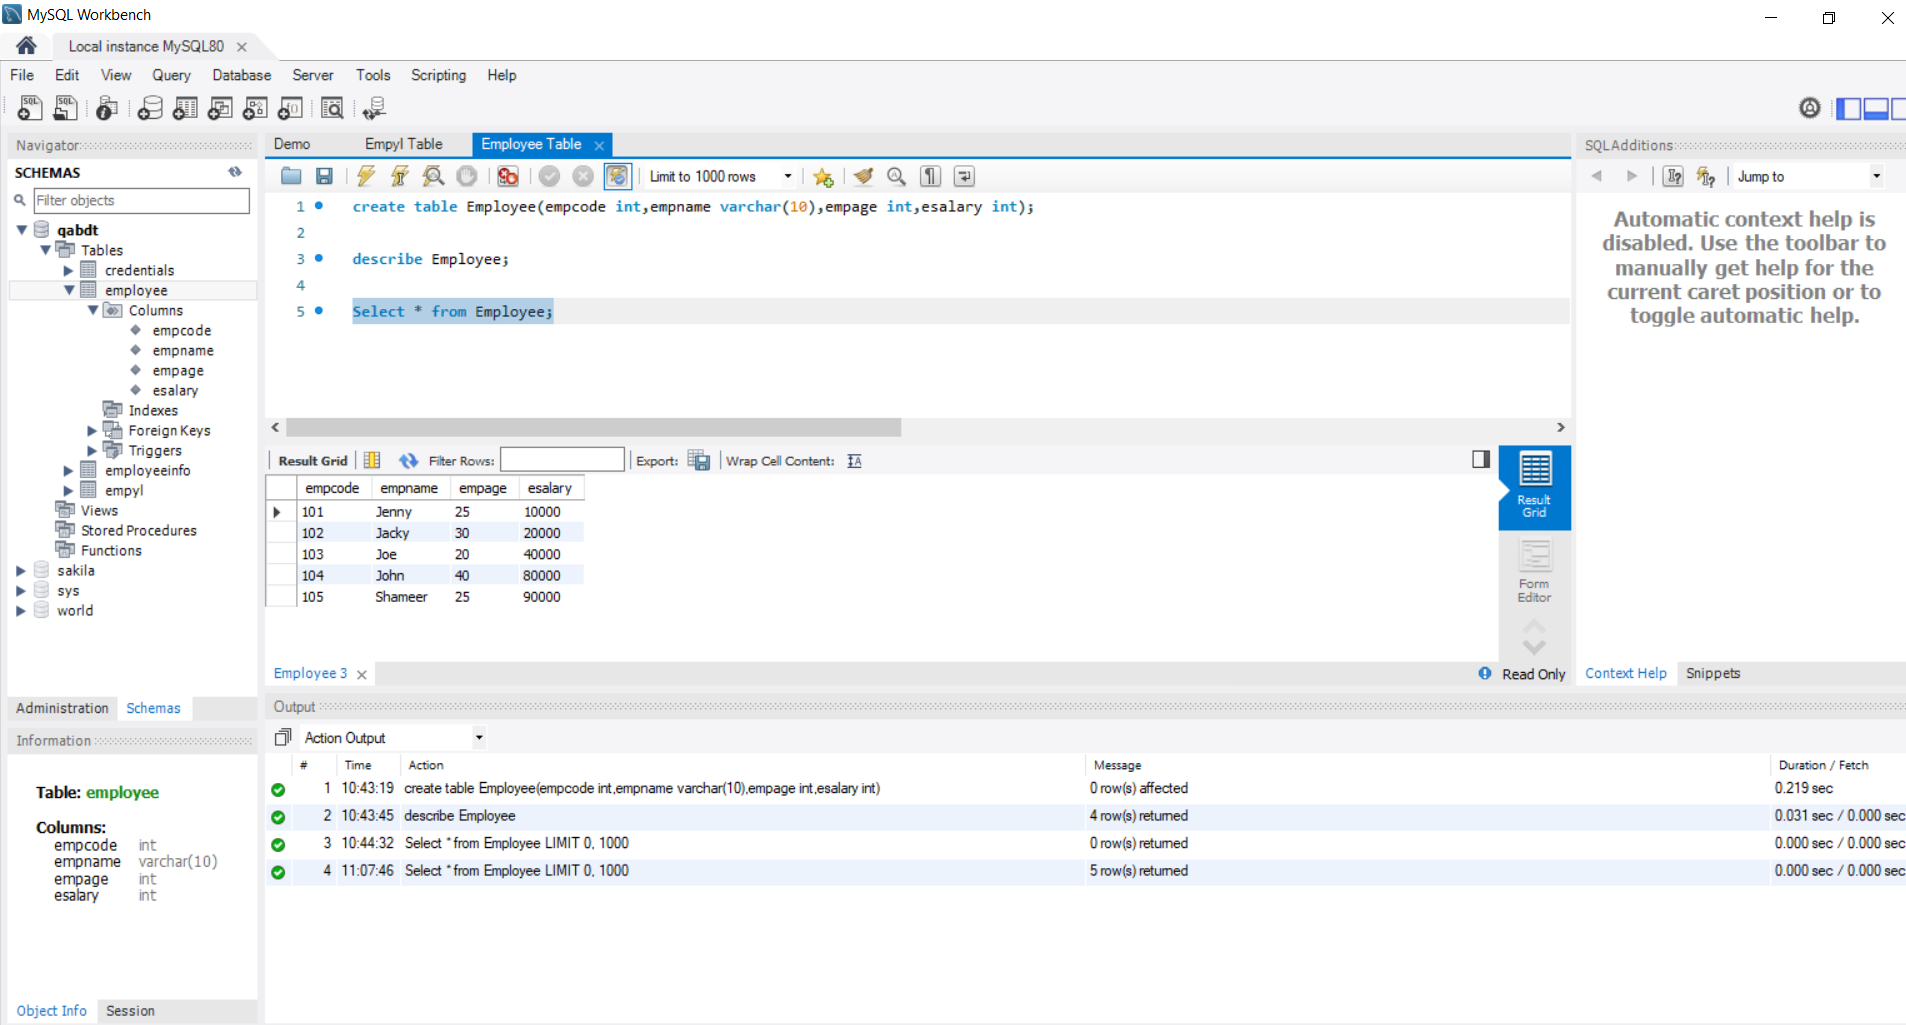 MySQL Workbench
Local instance MySQL80
File Edit View Query Database Server Tools Scripting Help
Navigator
SCHEMAS
Filter objects
qabdt
Tables
credentials
employee
Columns
empcode
empname
empage
esalary
Indexes
Foreign Keys
Triggers
employeeinfo
empyl
Views
Stored Procedures
Functions
sakila
sys
world
Administration Schemas
Information
Table: employee
Columns:
empcode int
empname varchar(10)
empage int
esalary int
Object Info Session
Demo Empyl Table Employee Table
Limit to 1000 rows
1 create table Employee(empcode int,empname varchar(10),empage int,esalary int);
2
3 describe Employee;
4
5 Select * from Employee;
Result Grid Filter Rows: Export: Wrap Cell Content:
empcode empname empage esalary
101 Jenny 25 10000
102 Jacky 30 20000
103 Joe 20 40000
104 John 40 80000
105 Shameer 25 90000
Result
Grid
Form
Editor
Employee 3 Read Only
SQLAdditions
Jump to
Automatic context help is
disabled. Use the toolbar to
manually get help for the
current caret position or to
toggle automatic help.
Context Help Snippets
Output
Action Output
# Time Action Message Duration / Fetch
1 10:43:19 create table Employee(empcode int,empname varchar(10),empage int,esalary int) 0 row(s) affected 0.219 sec
2 10:43:45 describe Employee 4 row(s) returned 0.031 sec / 0.000 sec
3 10:44:32 Select * from Employee LIMIT 0, 1000 0 row(s) returned 0.000 sec / 0.000 sec
4 11:07:46 Select * from Employee LIMIT 0, 1000 5 row(s) returned 0.000 sec / 0.000 sec